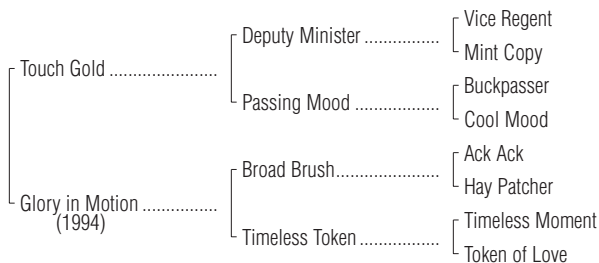 Vice Regent
Deputy Minister ................
Mint Copy
Touch Gold .......................
Buckpasser
Passing Mood ..................
Cool Mood
Ack Ack
Broad Brush......................
Hay Patcher
Glory in Motion ................
(1994)
Timeless Moment
Timeless Token .................
Token of Love